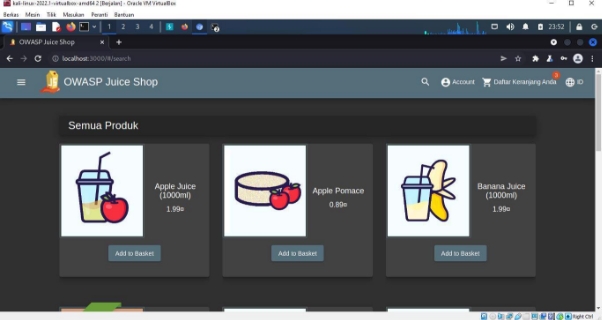 kali-linux-2022.1-virtualbox-amd64 2 [Berjalan] - Oracle VM VirtualBox
Berkas Mesin Tilik Masukan Peranti Bantuan
1 2 3 4 23:52
OWASP Juice Shop
localhost:3000/#/search
OWASP Juice Shop Account Daftar Keranjang Anda ID
Semua Produk
Apple Juice
(1000ml)
1.99¤
Add to Basket
Apple Pomace
0.89¤
Add to Basket
Banana Juice
(1000ml)
1.99¤
Add to Basket
Right Ctrl